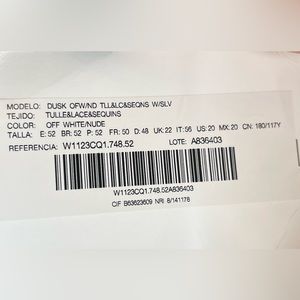 MODELO: DUSK OFW/ND TLL&LC&SEQNS W/SLV
TEJIDO: TULLE&LACE&SEQUINS
COLOR: OFF WHITE/NUDE
TALLA: E: 52 BR: 52 P: 52 FR: 50 D: 48 UK: 22 IT:56 US: 20 MX: 20 CN: 180/117Y
REFERENCIA: W1123CQ1.748.52 LOTE: A836403
W1123CQ1.748.52A836403
CIF B63623609 NRI 8/141178